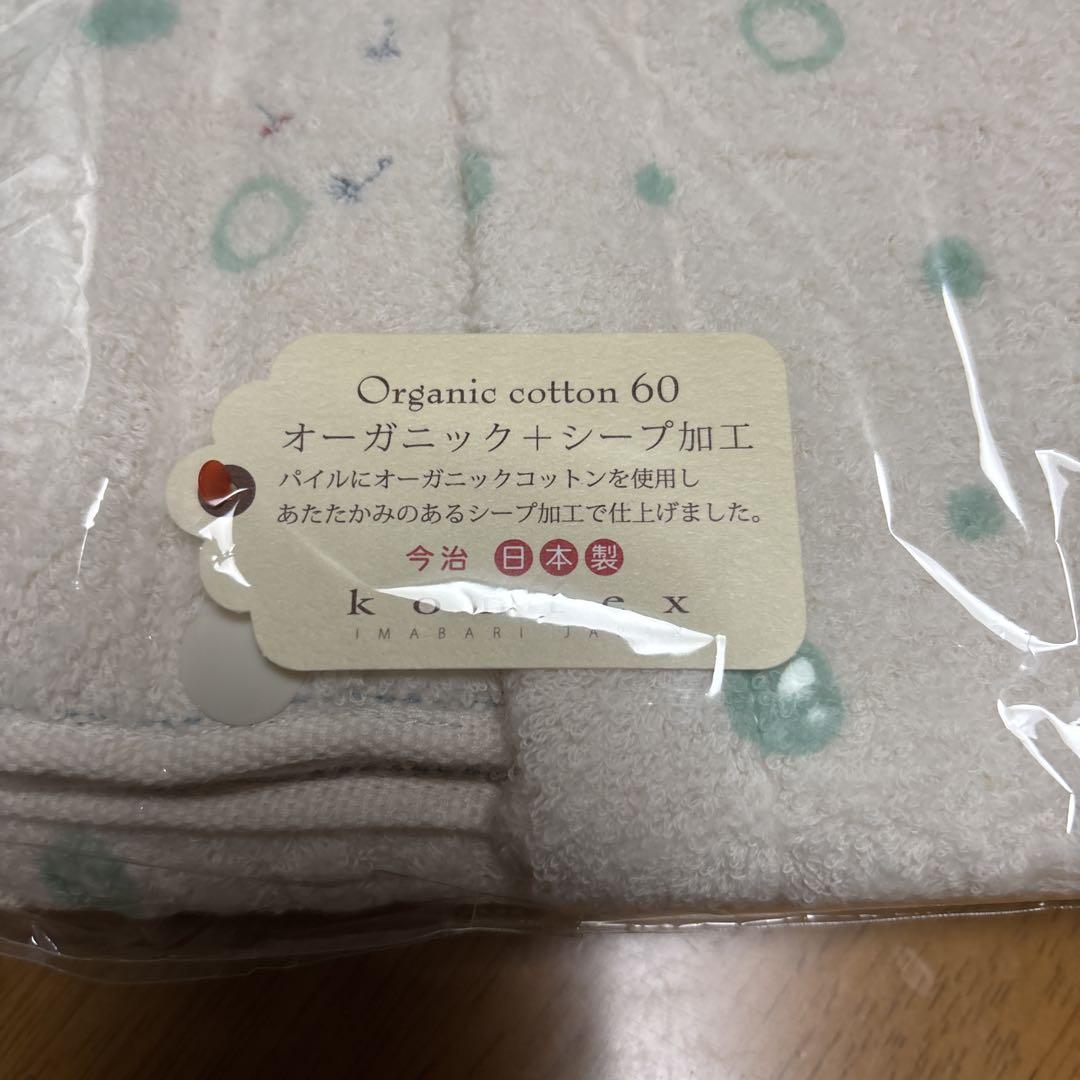 Organic cotton 60
オーガニック＋シープ加工
パイルにオーガニックコットンを使用し
あたたかみのあるシープ加工で仕上げました。
今治 日本製
IMABARI